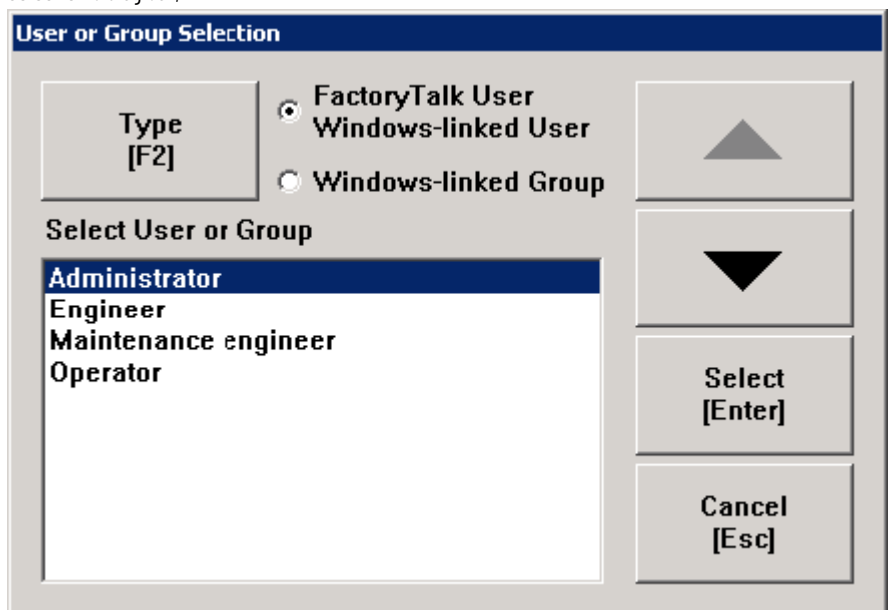 User or Group Selection
Type
[F2]
FactoryTalk User
Windows-linked User
Windows-linked Group
Select User or Group
Administrator
Engineer
Maintenance engineer
Operator
Select
[Enter]
Cancel
[Esc]